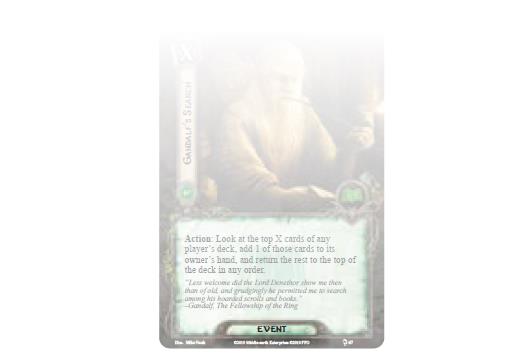 X
GANDALF'S SEARCH
Action: Look at the top X cards of any
player's deck, add 1 of those cards to its
owner's hand, and return the rest to the top of
the deck in any order.
"Less welcome did the Lord Denethor show me then
than of old, and grudgingly he permitted me to search
among his hoarded scrolls and books."
–Gandalf, The Fellowship of the Ring
EVENT
Illus.
67